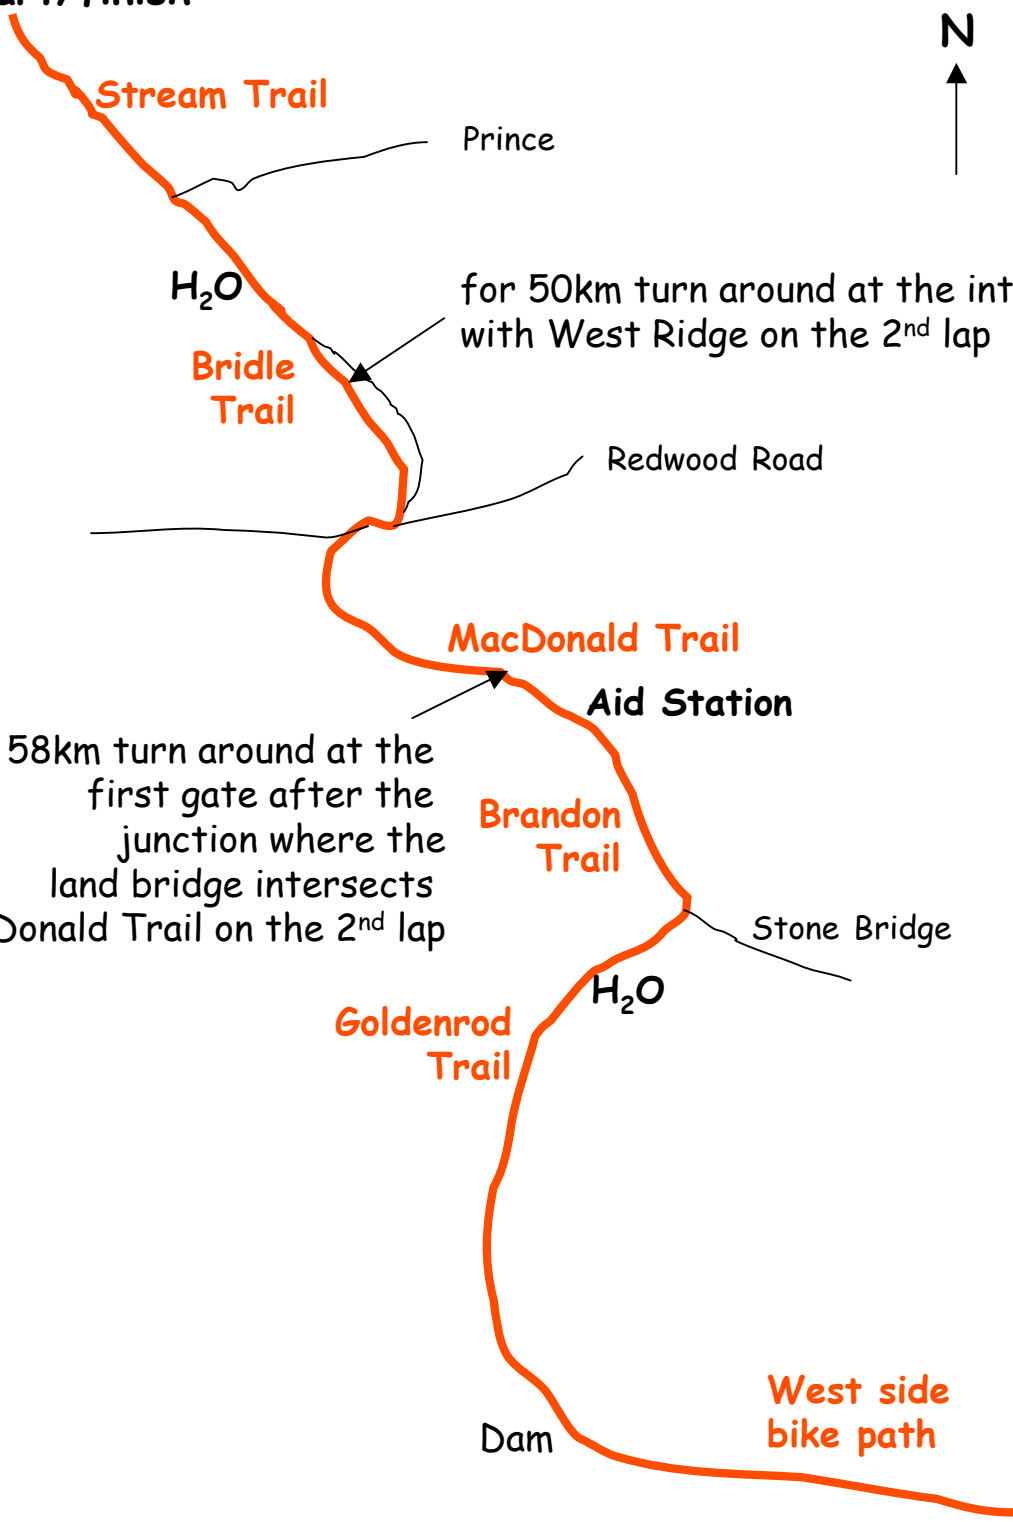 finish
N
Stream Trail
Prince
H₂O
for 50km turn around at the
with West Ridge on the 2nd lap
Bridle
Trail
Redwood Road
MacDonald Trail
Aid Station
58km turn around at the
first gate after the
junction where the
land bridge intersects
Donald Trail on the 2nd lap
Brandon
Trail
Stone Bridge
H₂O
Goldenrod
Trail
West side
bike path
Dam